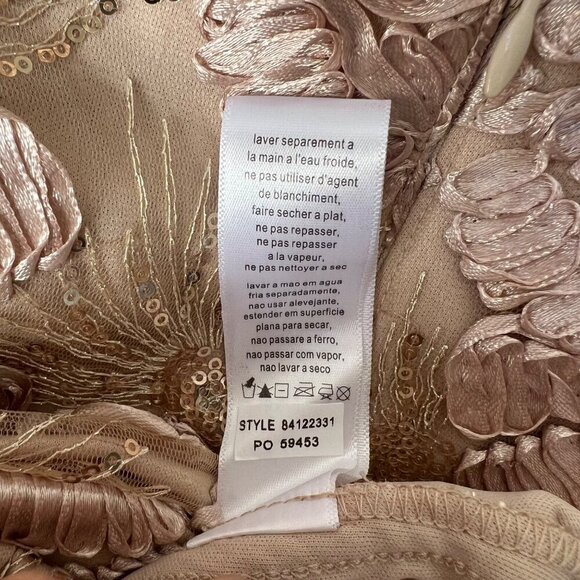 laver separement a
la main a l'eau froide,
ne pas utiliser d'agent
de blanchiment,
faire secher a plat,
ne pas repasser,
ne pas repasser
a la vapeur,
ne pas nettoyer a sec
lavar a mao em agua
fria separadamente,
nao usar alevejante,
estender em superficie
plana para secar,
nao passar a ferro,
nao passar com vapor,
nao lavar a seco
STYLE 84122331
PO 59453